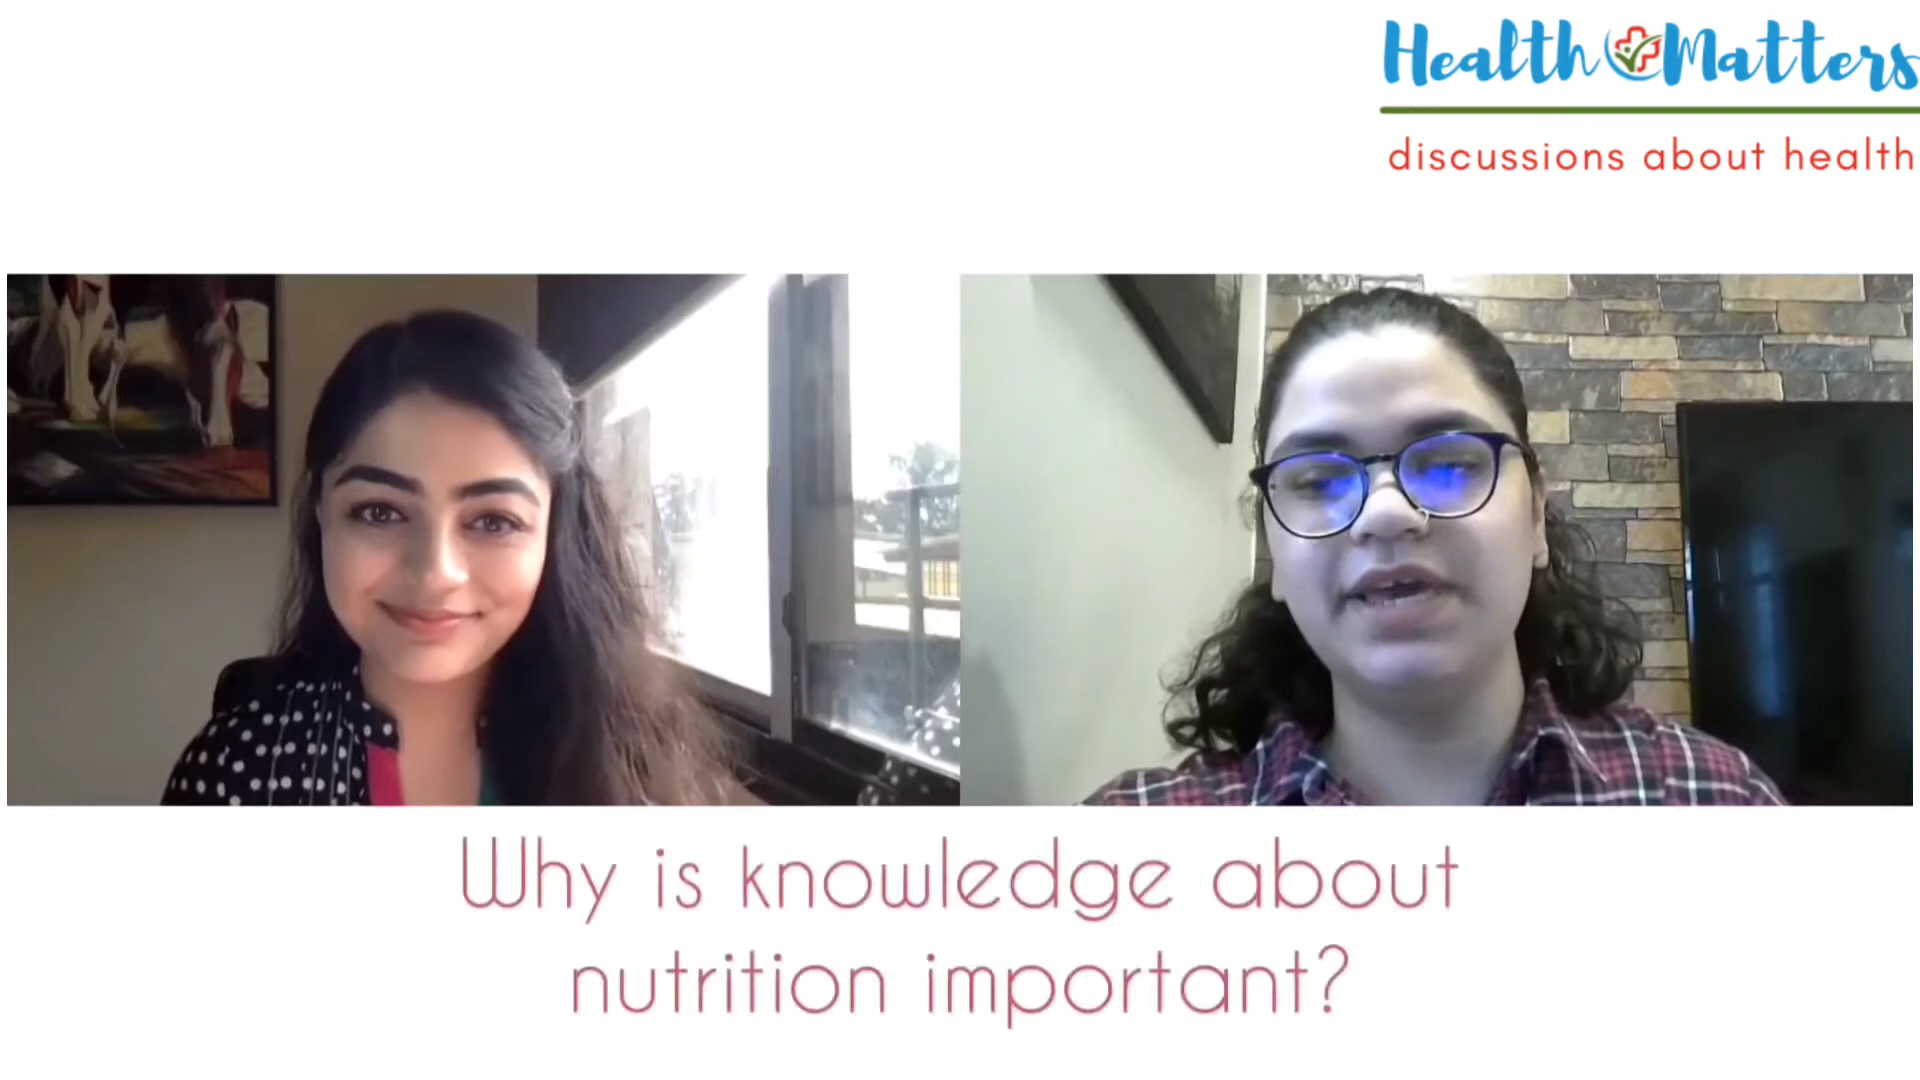 Health Matters
discussions about health
Why is knowledge about
nutrition important?